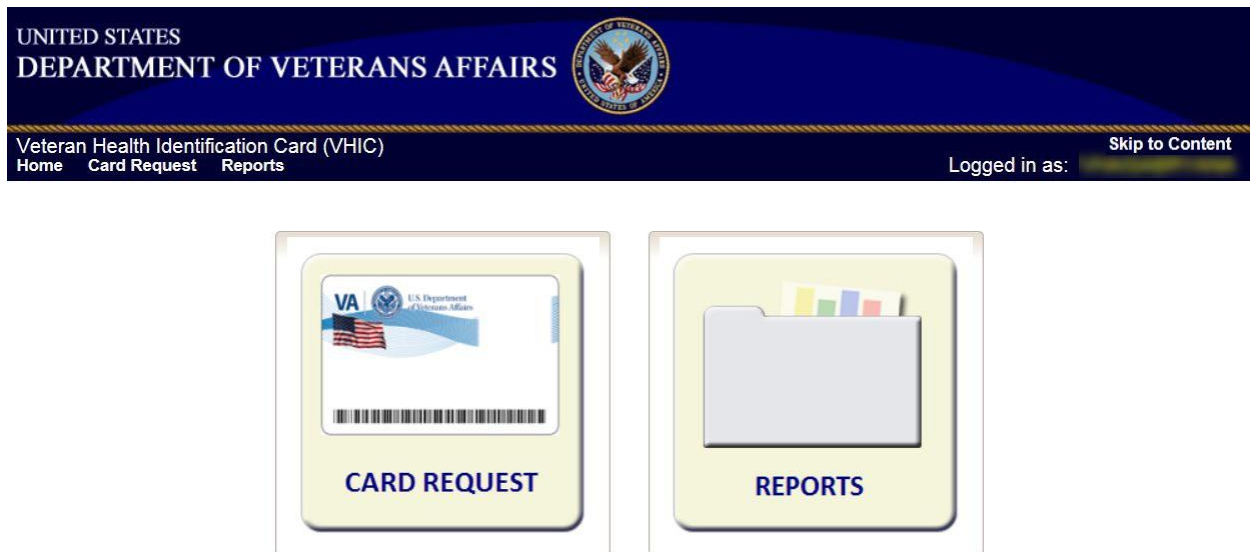 UNITED STATES
DEPARTMENT OF VETERANS AFFAIRS
Veteran Health Identification Card (VHIC)
Skip to Content
Home Card Request Reports
Logged in as:
VA
U.S. Department
of Veterans Affairs
CARD REQUEST
REPORTS